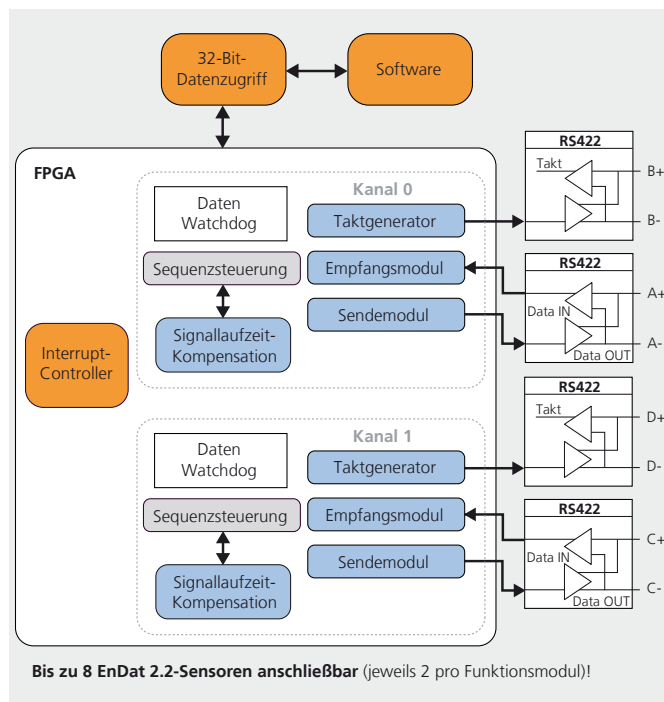 32-Bit-
Datenzugriff
Software
FPGA
Kanal 0
Daten
Watchdog
Taktgenerator
Sequenzsteuerung
Empfangsmodul
Signallaufzeit-
Kompensation
Sendemodul
Interrupt-
Controller
Kanal 1
Daten
Watchdog
Taktgenerator
Sequenzsteuerung
Empfangsmodul
Signallaufzeit-
Kompensation
Sendemodul
RS422
Takt
B+
B-
RS422
Data IN
Data OUT
A+
A-
RS422
Takt
D+
D-
RS422
Data IN
Data OUT
C+
C-
Bis zu 8 EnDat 2.2-Sensoren anschließbar (jeweils 2 pro Funktionsmodul)!